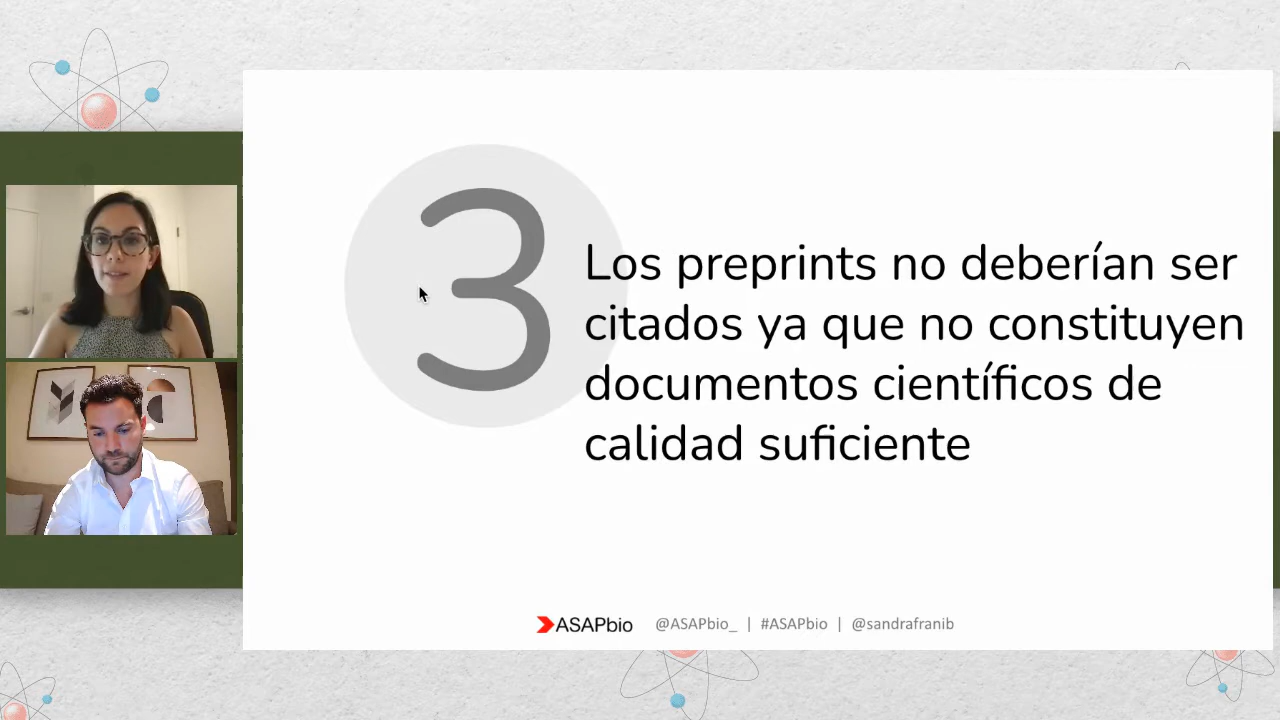 3
Los preprints no deberían ser
citados ya que no constituyen
documentos científicos de
calidad suficiente
ASAPbio @ASAPbio_ | #ASAPbio | @sandrafranib